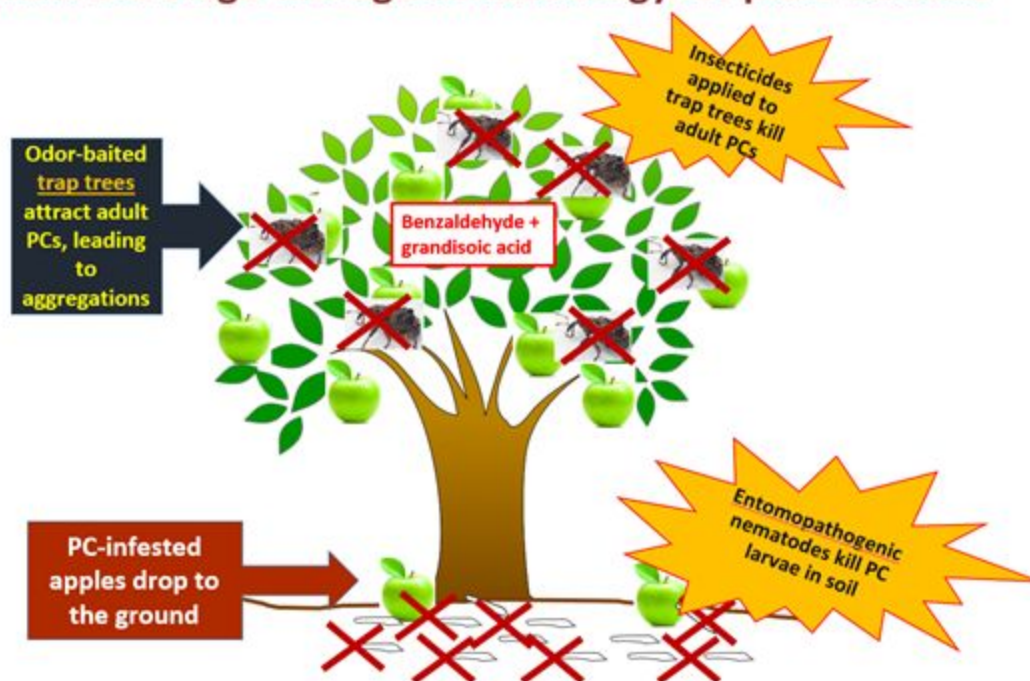 Insecticides
applied to
trap trees kill
adult PCs
Odor-baited
trap trees
attract adult
PCs, leading
to
aggregations
Benzaldehyde +
grandisoic acid
Entomopathogenic
nematodes kill PC
larvae in soil
PC-infested
apples drop to
the ground